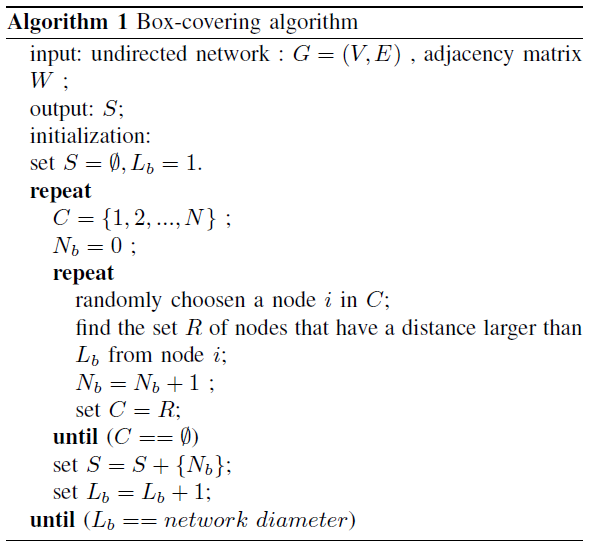 Algorithm 1 Box-covering algorithm
input: undirected network : G = (V, E) , adjacency matrix
W ;
output: S;
initialization:
set S = ∅, L_b = 1.
repeat
C = {1, 2, ..., N} ;
N_b = 0 ;
repeat
randomly choosen a node i in C;
find the set R of nodes that have a distance larger than
L_b from node i;
N_b = N_b + 1 ;
set C = R;
until (C == ∅)
set S = S + {N_b};
set L_b = L_b + 1;
until (L_b == network diameter)